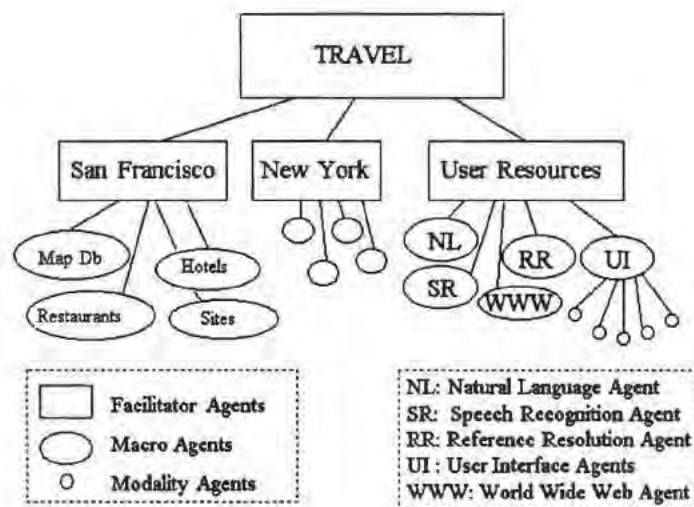 TRAVEL
San Francisco
New York
User Resources
Map Db
Hotels
Restaurants
Sites
NL
RR
UI
SR
WWW
Facilitator Agents
Macro Agents
Modality Agents
NL: Natural Language Agent
SR: Speech Recognition Agent
RR: Reference Resolution Agent
UI : User Interface Agents
WWW: World Wide Web Agent